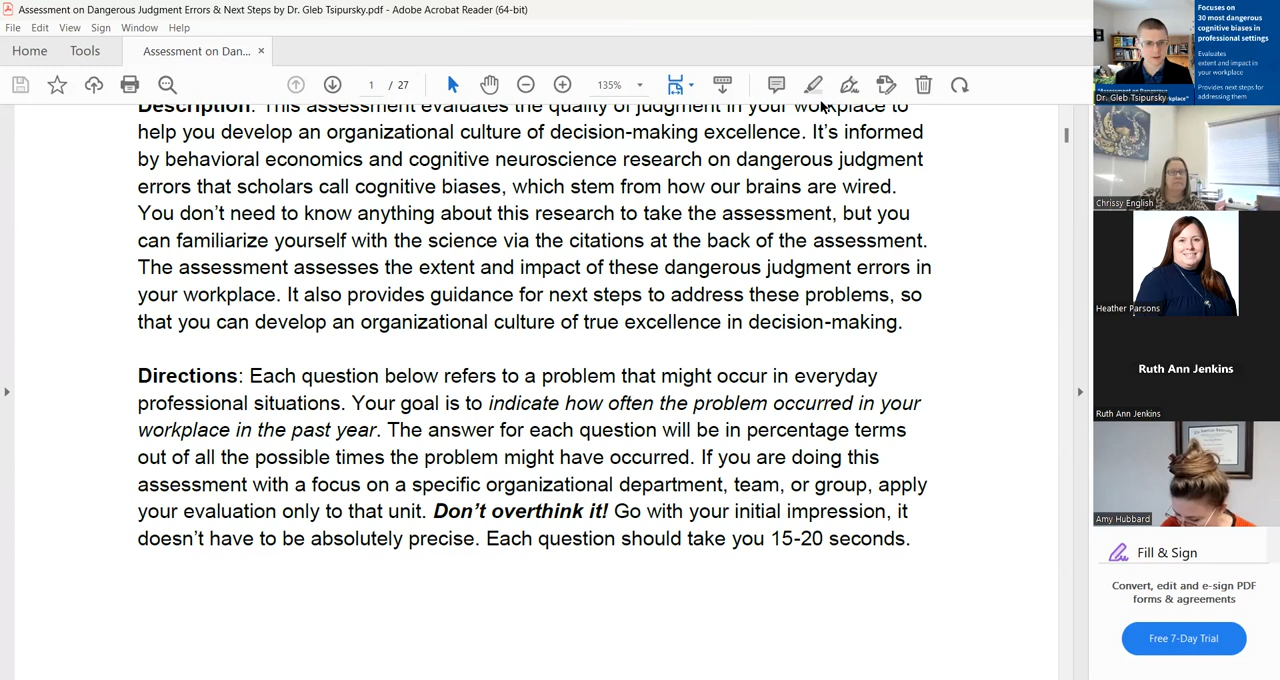 Assessment on Dangerous Judgment Errors & Next Steps by Dr. Gleb Tsipursky.pdf - Adobe Acrobat Reader (64-bit)
File Edit View Sign Window Help
Home Tools Assessment on Dan... ×
1 / 27 135%
Description: This assessment evaluates the quality of judgment in your workplace to
help you develop an organizational culture of decision-making excellence. It’s informed
by behavioral economics and cognitive neuroscience research on dangerous judgment
errors that scholars call cognitive biases, which stem from how our brains are wired.
You don’t need to know anything about this research to take the assessment, but you
can familiarize yourself with the science via the citations at the back of the assessment.
The assessment assesses the extent and impact of these dangerous judgment errors in
your workplace. It also provides guidance for next steps to address these problems, so
that you can develop an organizational culture of true excellence in decision-making.
Directions: Each question below refers to a problem that might occur in everyday
professional situations. Your goal is to indicate how often the problem occurred in your
workplace in the past year. The answer for each question will be in percentage terms
out of all the possible times the problem might have occurred. If you are doing this
assessment with a focus on a specific organizational department, team, or group, apply
your evaluation only to that unit. Don’t overthink it! Go with your initial impression, it
doesn’t have to be absolutely precise. Each question should take you 15-20 seconds.
Focuses on
30 most dangerous
cognitive biases in
professional settings
Evaluates
extent and impact in
your workplace
Provides next steps for
addressing them
Dr. Gleb Tsipursky
Chrissy English
Heather Parsons
Ruth Ann Jenkins
Ruth Ann Jenkins
Amy Hubbard
Fill & Sign
Convert, edit and e-sign PDF
forms & agreements
Free 7-Day Trial